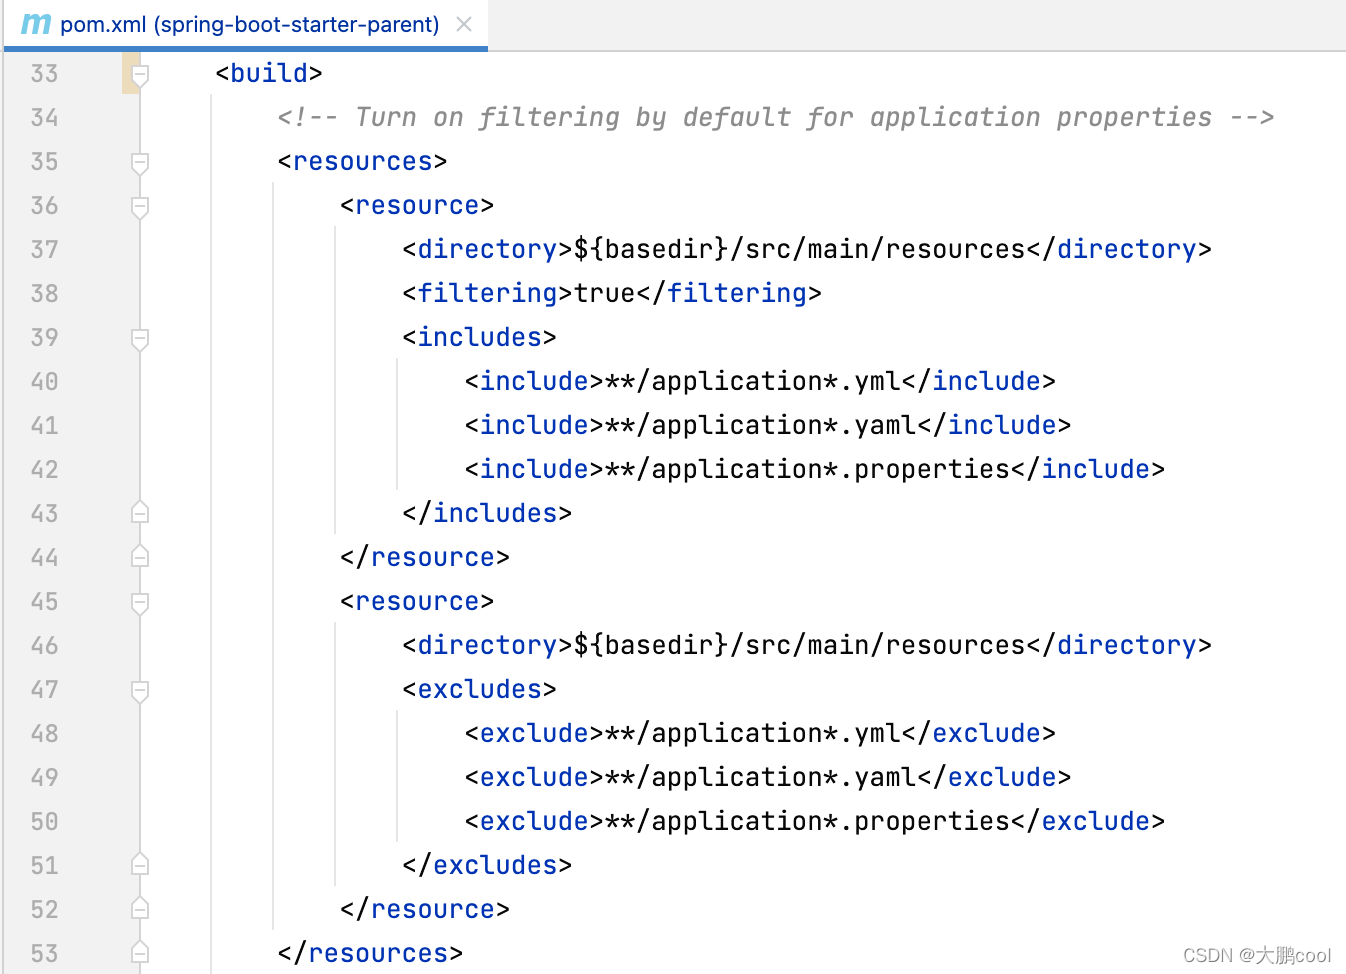 m pom.xml (spring-boot-starter-parent)
33 <build>
34 <!-- Turn on filtering by default for application properties -->
35 <resources>
36 <resource>
37 <directory>${basedir}/src/main/resources</directory>
38 <filtering>true</filtering>
39 <includes>
40 <include>**/application*.yml</include>
41 <include>**/application*.yaml</include>
42 <include>**/application*.properties</include>
43 </includes>
44 </resource>
45 <resource>
46 <directory>${basedir}/src/main/resources</directory>
47 <excludes>
48 <exclude>**/application*.yml</exclude>
49 <exclude>**/application*.yaml</exclude>
50 <exclude>**/application*.properties</exclude>
51 </excludes>
52 </resource>
53 </resources>
CSDN @大鹏cool